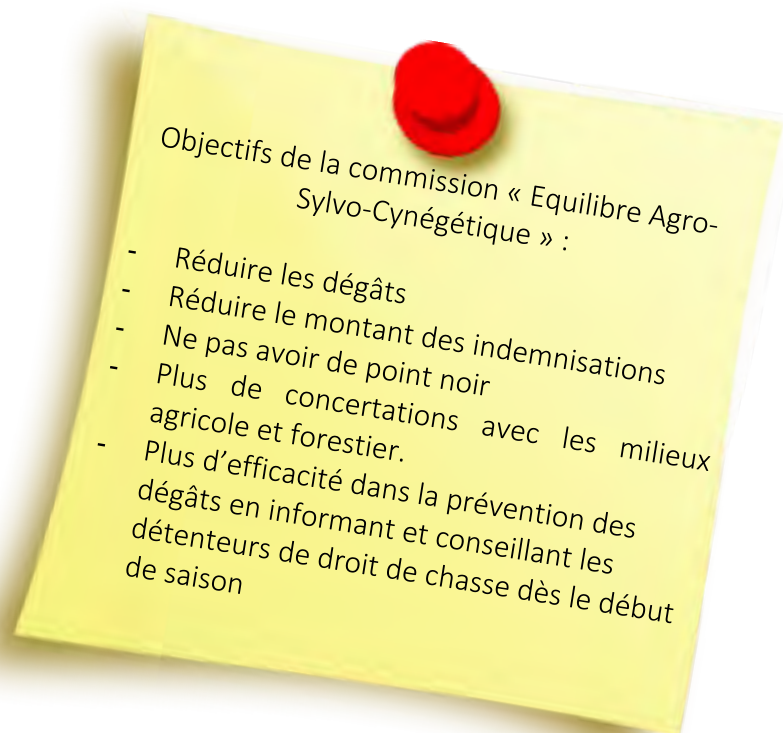 Objectifs de la commission « Equilibre Agro-
Sylvo-Cynégétique » :
- Réduire les dégâts
- Réduire le montant des indemnisations
- Ne pas avoir de point noir
- Plus de concertations avec les milieux
agricole et forestier.
- Plus d’efficacité dans la prévention des
dégâts en informant et conseillant les
détenteurs de droit de chasse dès le début
de saison